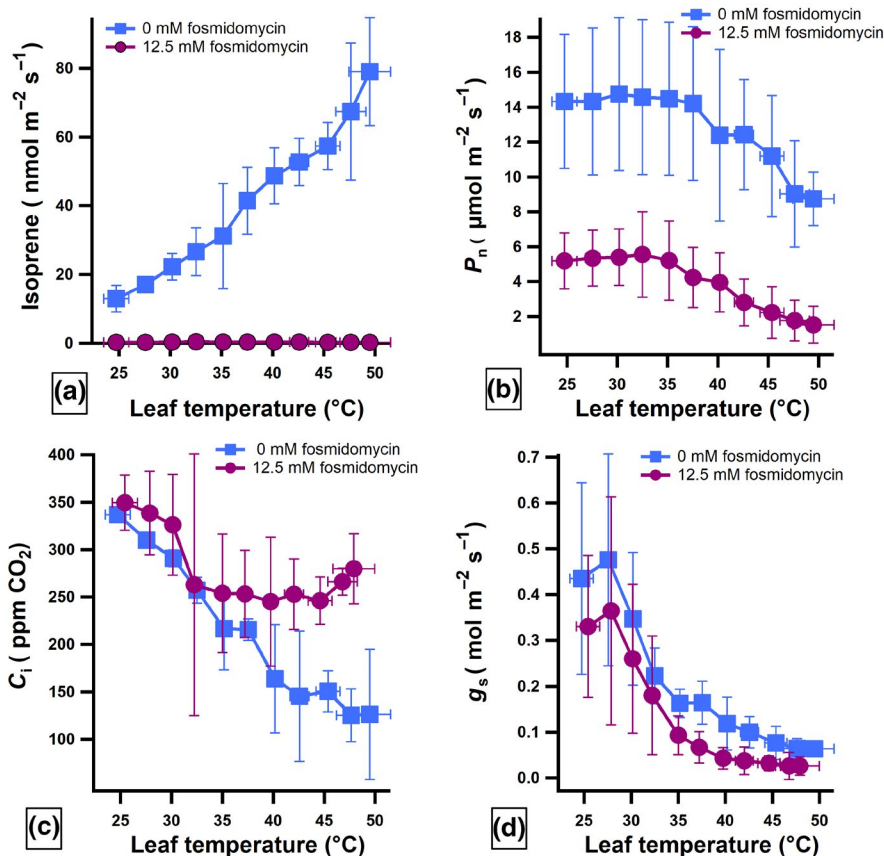 0 mM fosmidomycin
12.5 mM fosmidomycin
Isoprene ( nmol m⁻² s⁻¹)
80
60
40
20
0
25 30 35 40 45 50
(a)
Leaf temperature (°C)
0 mM fosmidomycin
12.5 mM fosmidomycin
Pₙ ( µmol m⁻² s⁻¹)
18
16
14
12
10
8
6
4
2
25 30 35 40 45 50
(b)
Leaf temperature (°C)
0 mM fosmidomycin
12.5 mM fosmidomycin
Cᵢ ( ppm CO₂)
400
350
300
250
200
150
100
25 30 35 40 45 50
(c)
Leaf temperature (°C)
0 mM fosmidomycin
12.5 mM fosmidomycin
gₛ ( mol m⁻² s⁻¹)
0.7
0.6
0.5
0.4
0.3
0.2
0.1
0.0
25 30 35 40 45 50
(d)
Leaf temperature (°C)